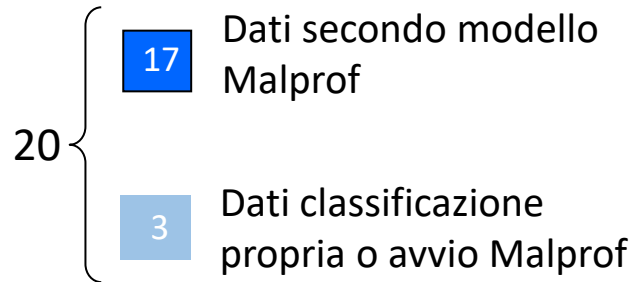 17
Dati secondo modello
Malprof
20
3
Dati classificazione
propria o avvio Malprof